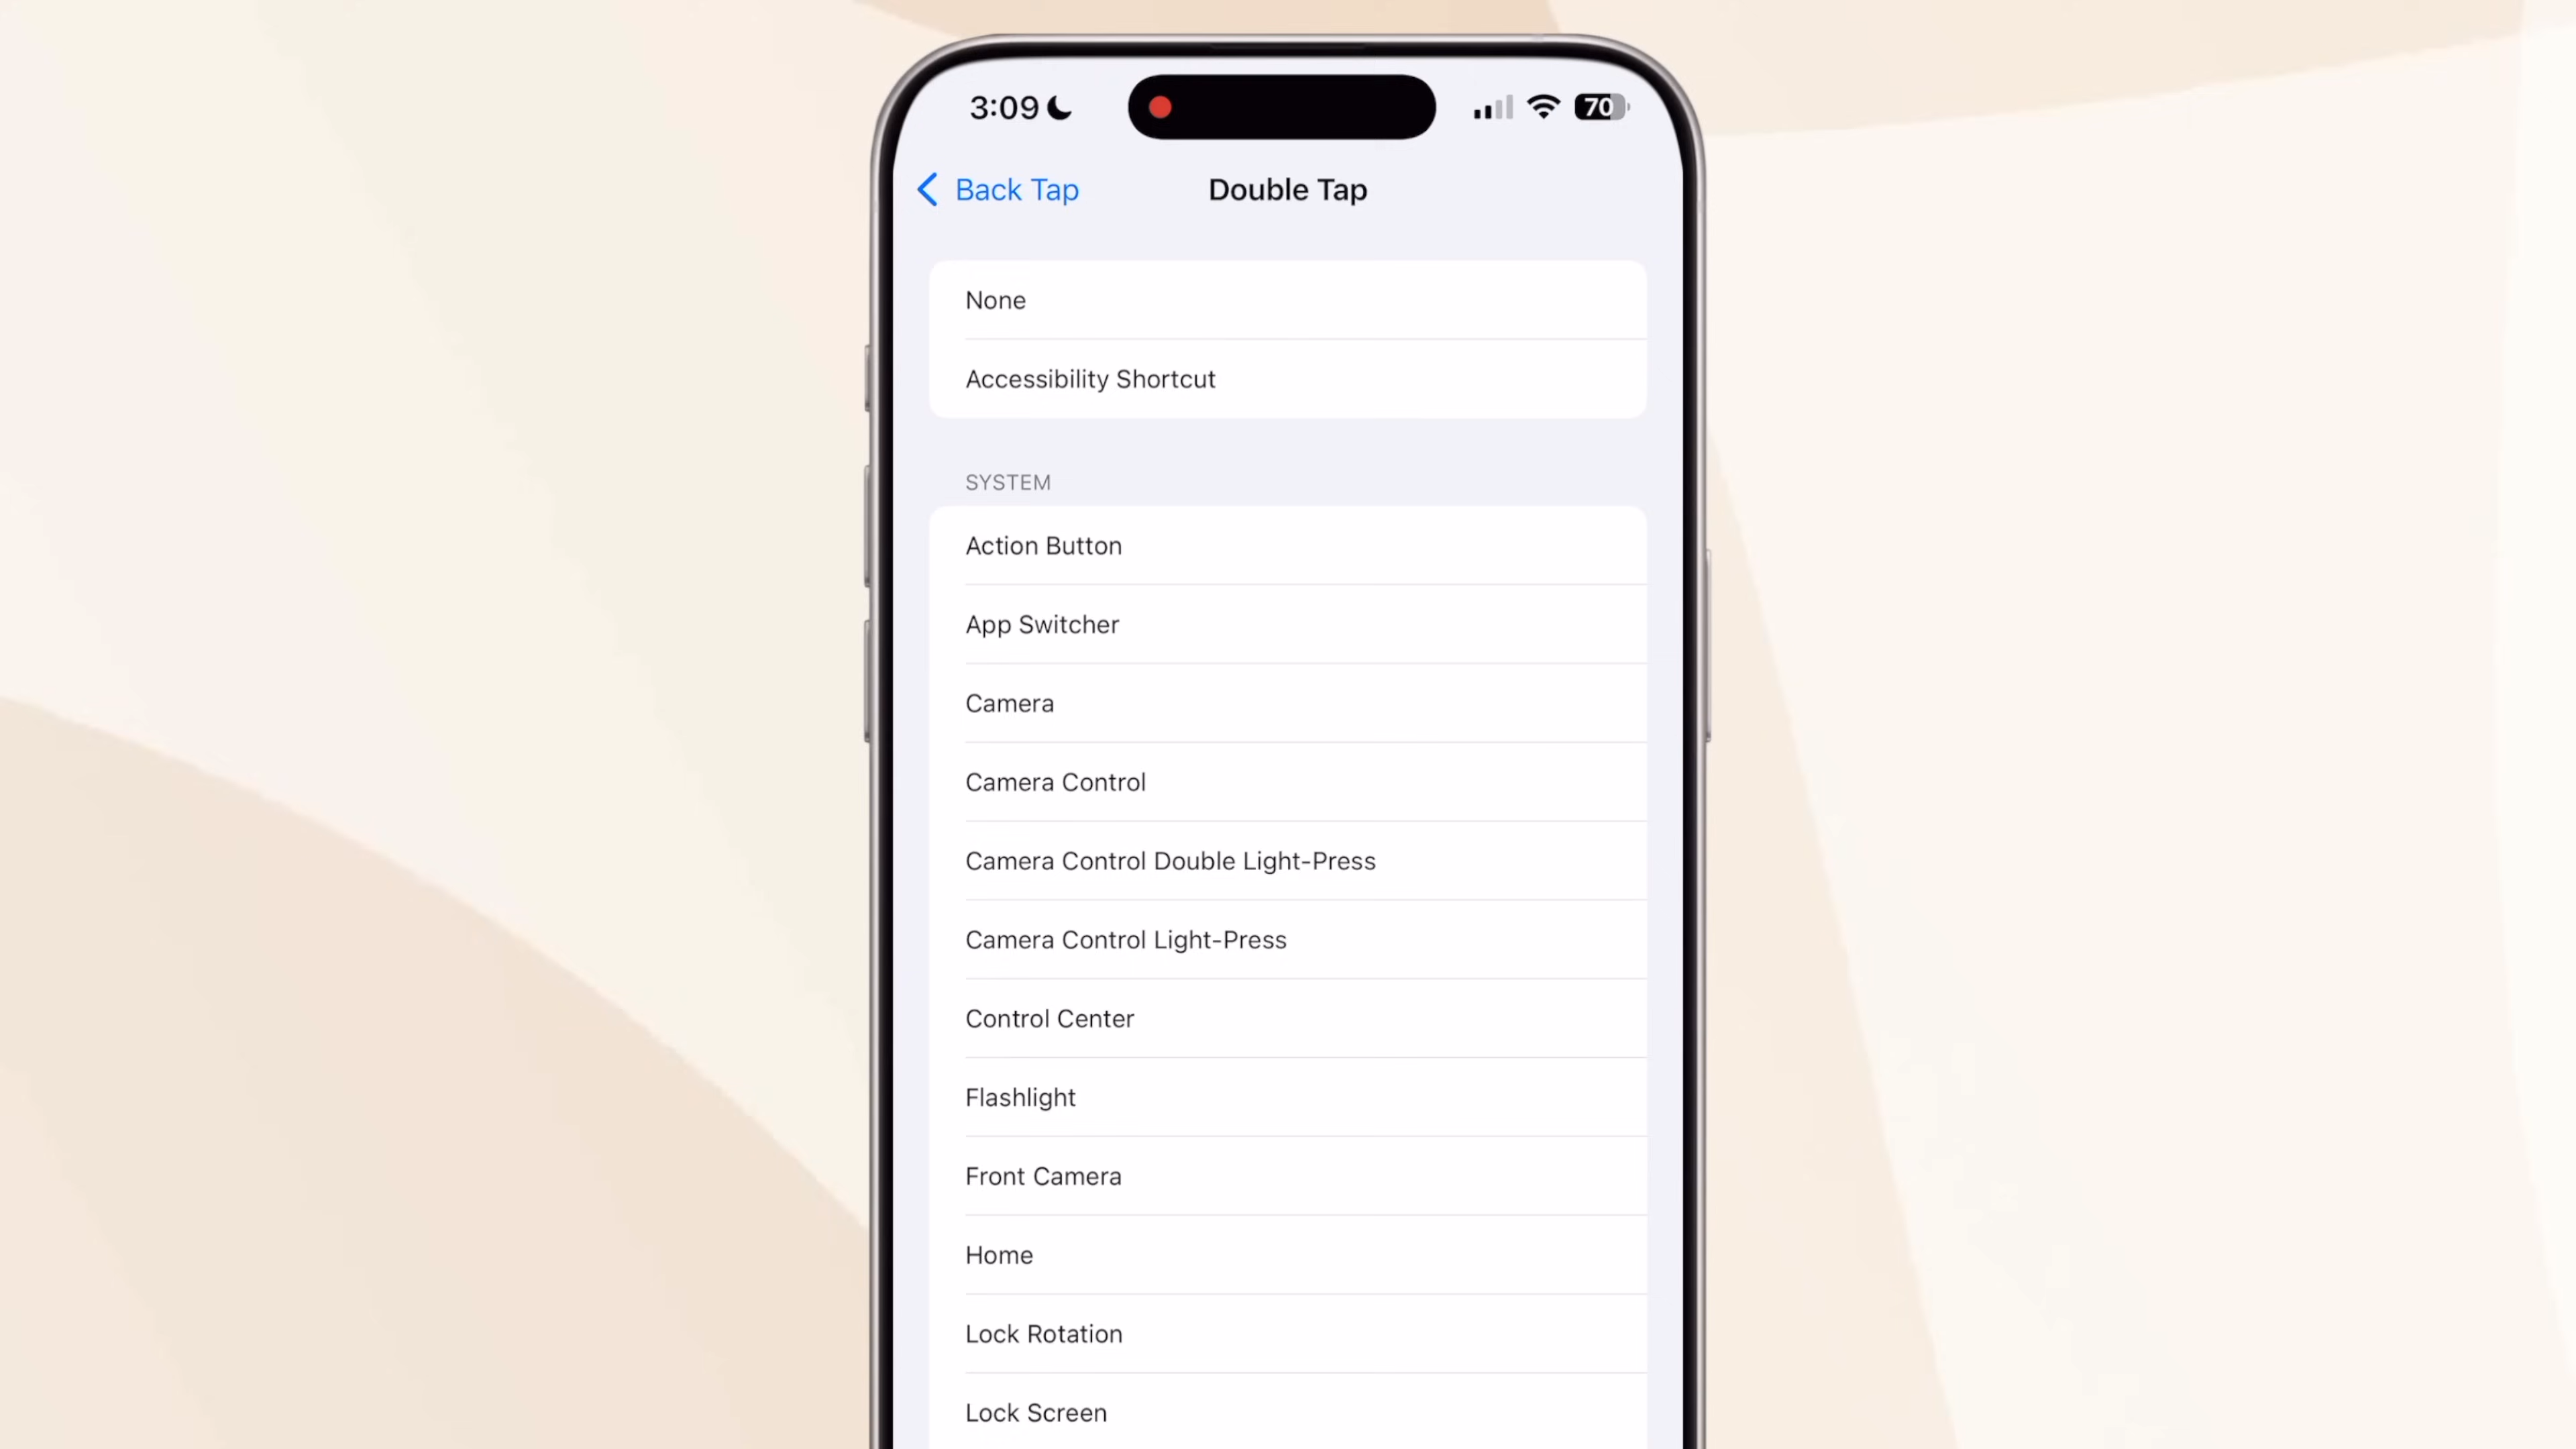 3:09
70
Back Tap
Double Tap
None
Accessibility Shortcut
SYSTEM
Action Button
App Switcher
Camera
Camera Control
Camera Control Double Light-Press
Camera Control Light-Press
Control Center
Flashlight
Front Camera
Home
Lock Rotation
Lock Screen